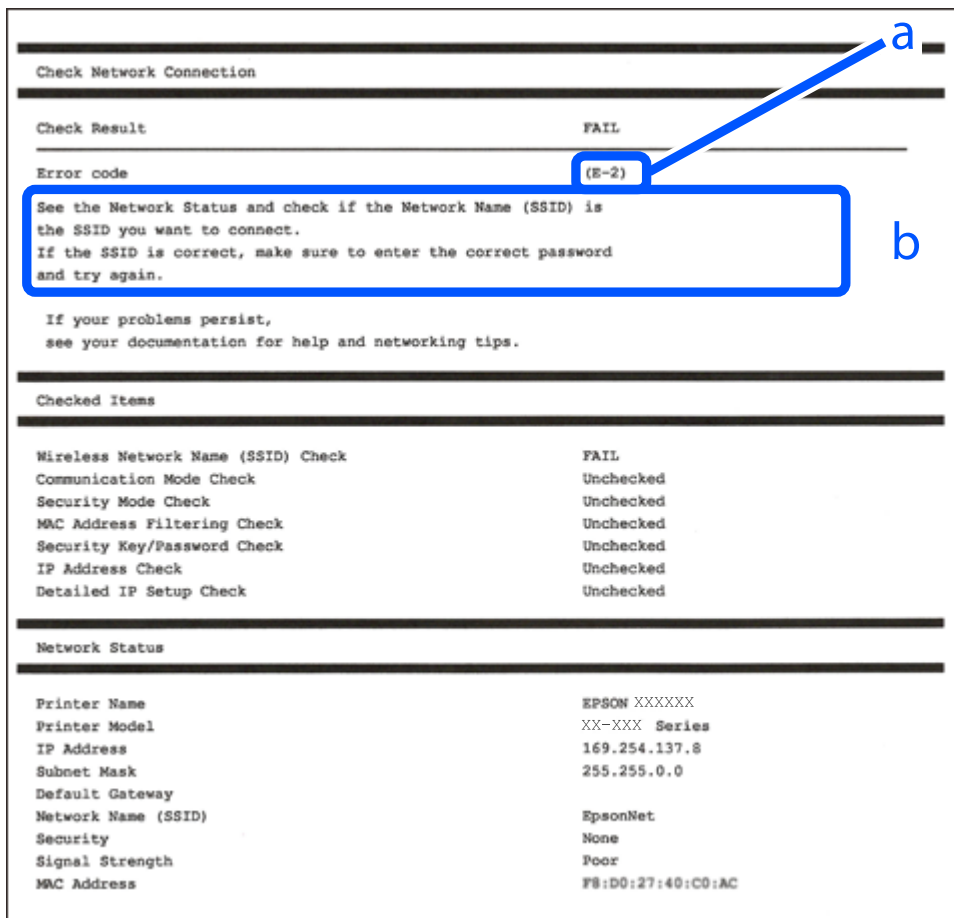 a
Check Network Connection
Check Result FAIL
Error code (E-2)
See the Network Status and check if the Network Name (SSID) is
the SSID you want to connect.
If the SSID is correct, make sure to enter the correct password
and try again.
b
If your problems persist,
see your documentation for help and networking tips.
Checked Items
Wireless Network Name (SSID) Check FAIL
Communication Mode Check Unchecked
Security Mode Check Unchecked
MAC Address Filtering Check Unchecked
Security Key/Password Check Unchecked
IP Address Check Unchecked
Detailed IP Setup Check Unchecked
Network Status
Printer Name EPSON XXXXXX
Printer Model XX-XXX Series
IP Address 169.254.137.8
Subnet Mask 255.255.0.0
Default Gateway
Network Name (SSID) EpsonNet
Security None
Signal Strength Poor
MAC Address F8:D0:27:40:C0:AC